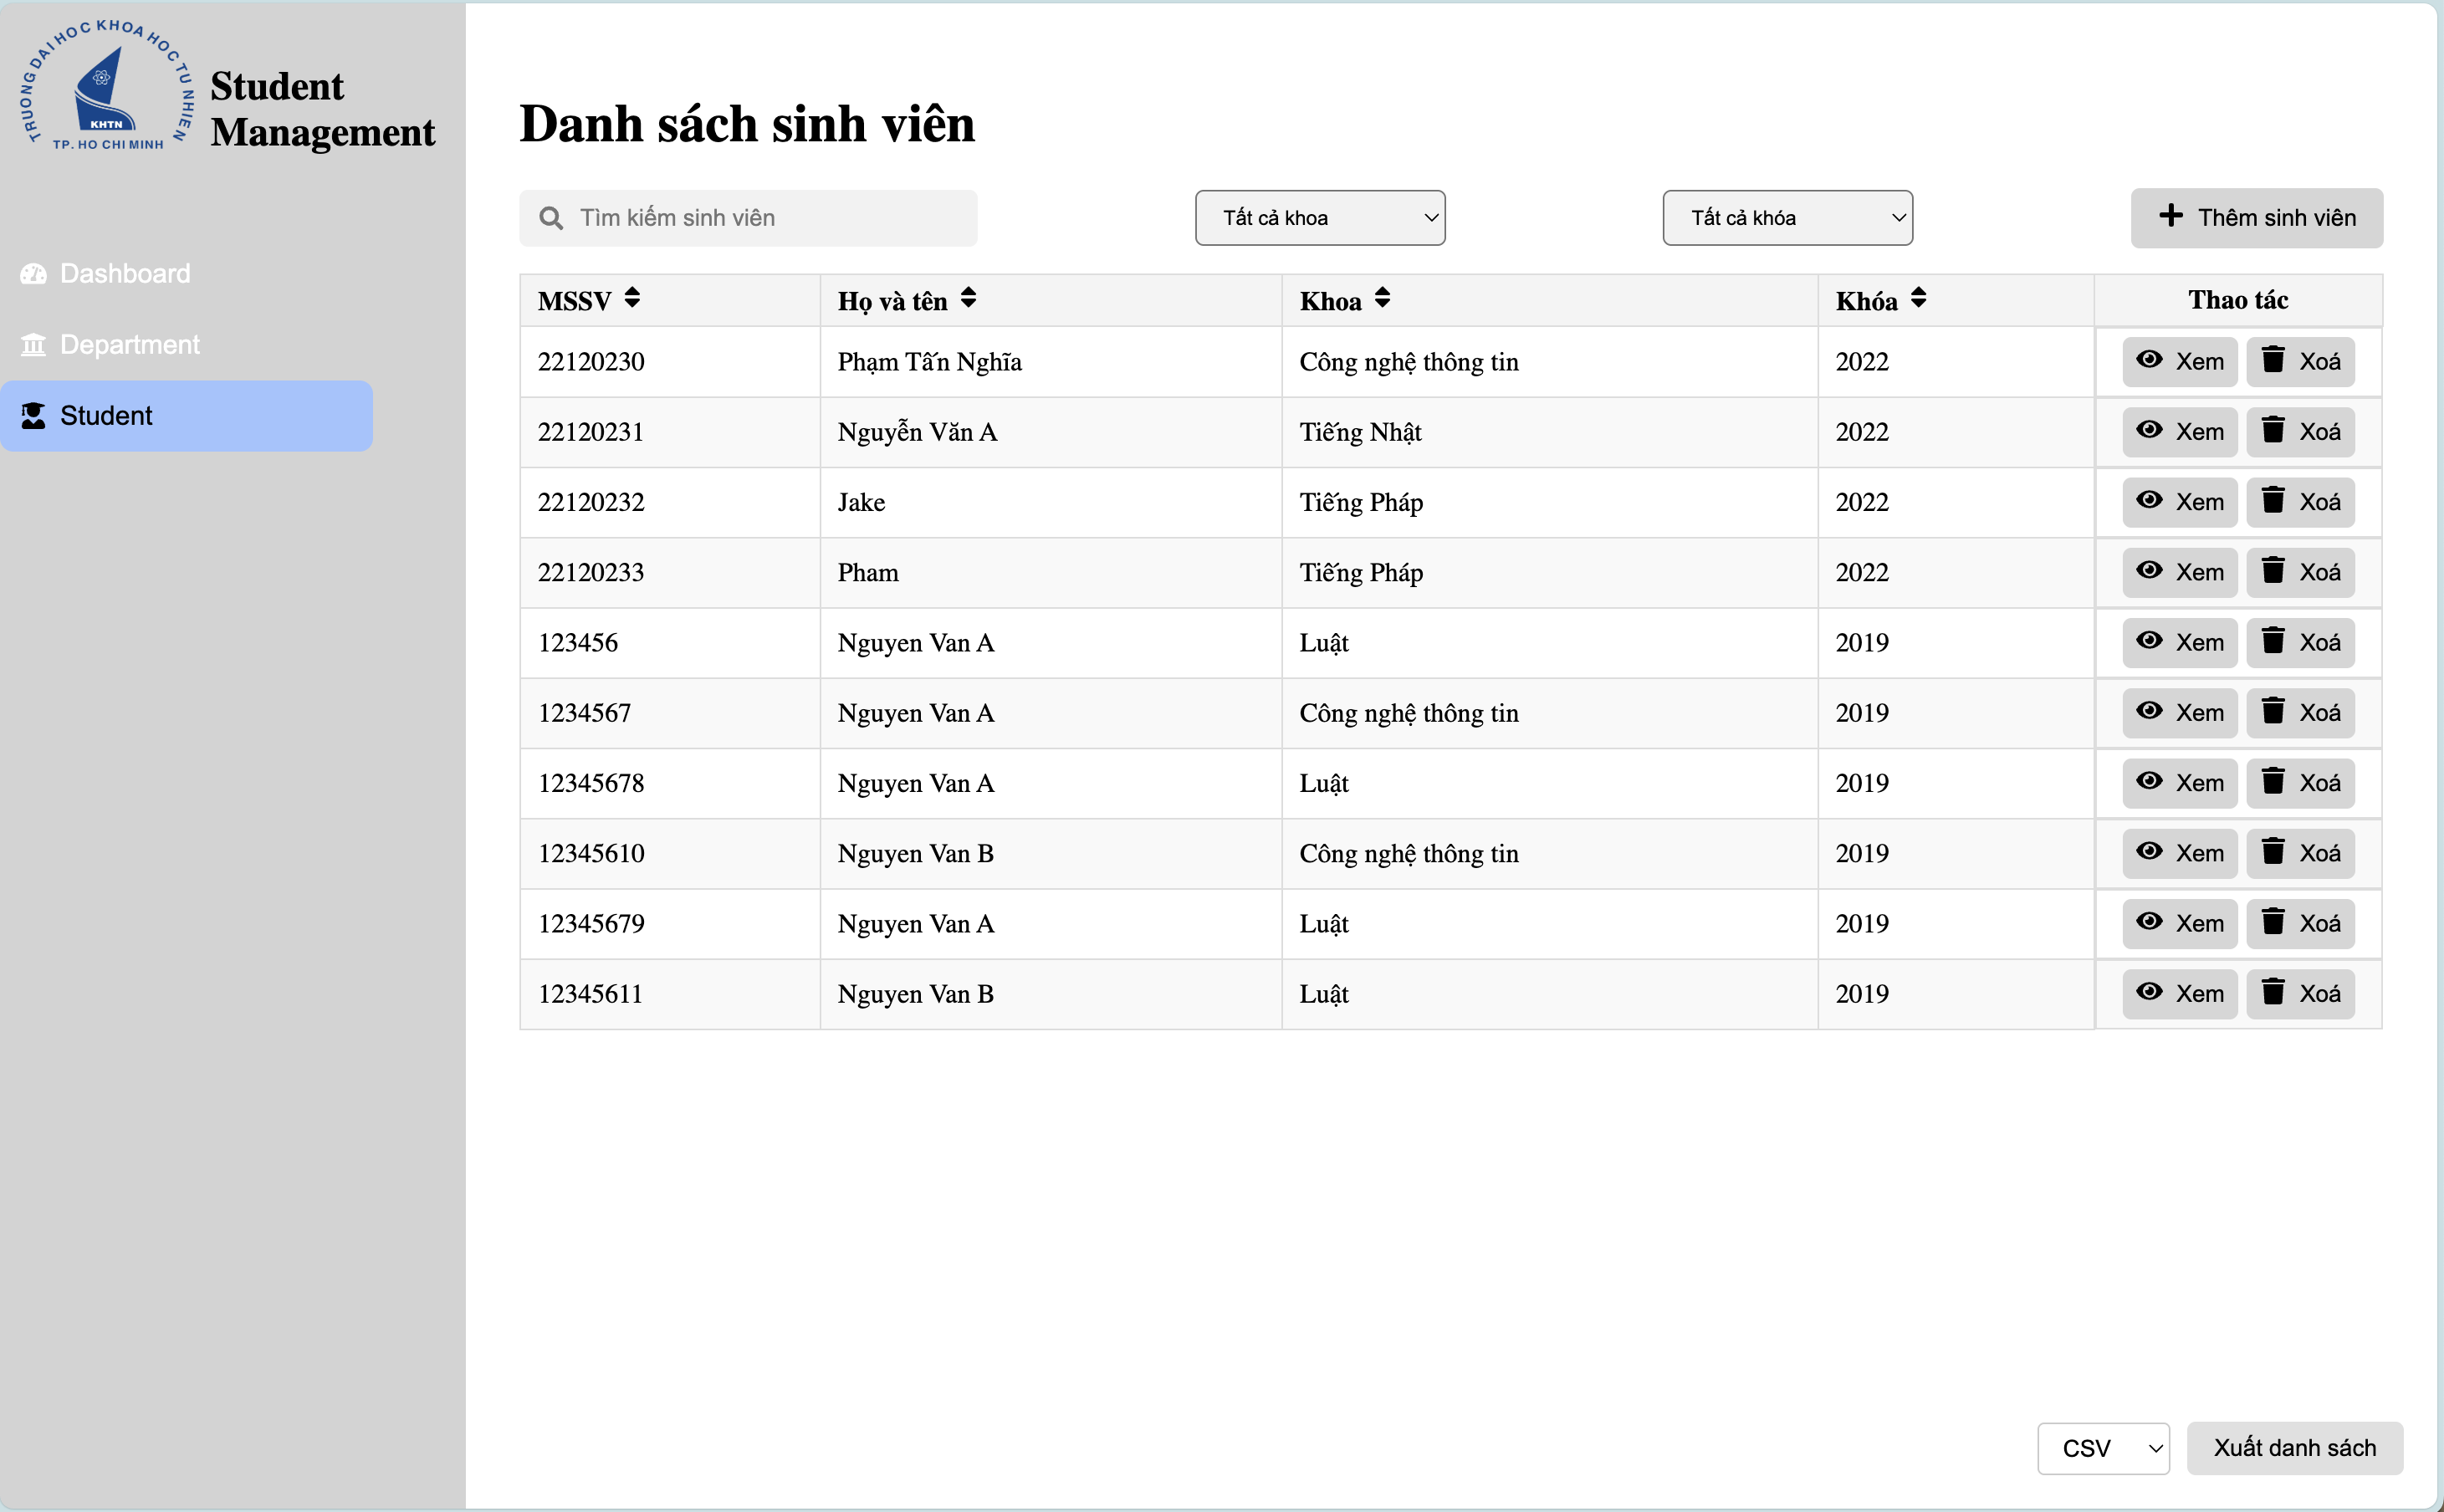 TRUONG DAI HOC KHOA HOC TU NHIEN
KHTN
TP. HO CHI MINH
Student
Management
Dashboard
Department
Student
Danh sách sinh viên
Tìm kiếm sinh viên
Tất cả khoa
Tất cả khóa
Thêm sinh viên
MSSV Họ và tên Khoa Khóa Thao tác
22120230 Phạm Tấn Nghĩa Công nghệ thông tin 2022 Xem Xoá
22120231 Nguyễn Văn A Tiếng Nhật 2022 Xem Xoá
22120232 Jake Tiếng Pháp 2022 Xem Xoá
22120233 Pham Tiếng Pháp 2022 Xem Xoá
123456 Nguyen Van A Luật 2019 Xem Xoá
1234567 Nguyen Van A Công nghệ thông tin 2019 Xem Xoá
12345678 Nguyen Van A Luật 2019 Xem Xoá
12345610 Nguyen Van B Công nghệ thông tin 2019 Xem Xoá
12345679 Nguyen Van A Luật 2019 Xem Xoá
12345611 Nguyen Van B Luật 2019 Xem Xoá
CSV
Xuất danh sách